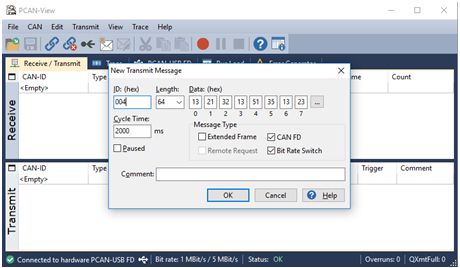 PCAN-View
File CAN Edit Transmit View Trace Window Help
Receive / Transmit Trace PCAN-USB FD Bus Load Error Generator
CAN-ID Type Count
<Empty>
Receive
New Transmit Message
ID: (hex) Length: Data: (hex)
004 64 13 21 32 13 51 35 13 23 ...
0 1 2 3 4 5 6 7
Cycle Time:
2000 ms
Message Type
Extended Frame CAN FD
Paused
Remote Request Bit Rate Switch
Comment:
OK Cancel Help
CAN-ID Type Trigger Comment
<Empty>
Transmit
Connected to hardware PCAN-USB FD Bit rate: 1 MBit/s / 5 MBit/s Status: OK Overruns: 0 QXmtFull: 0